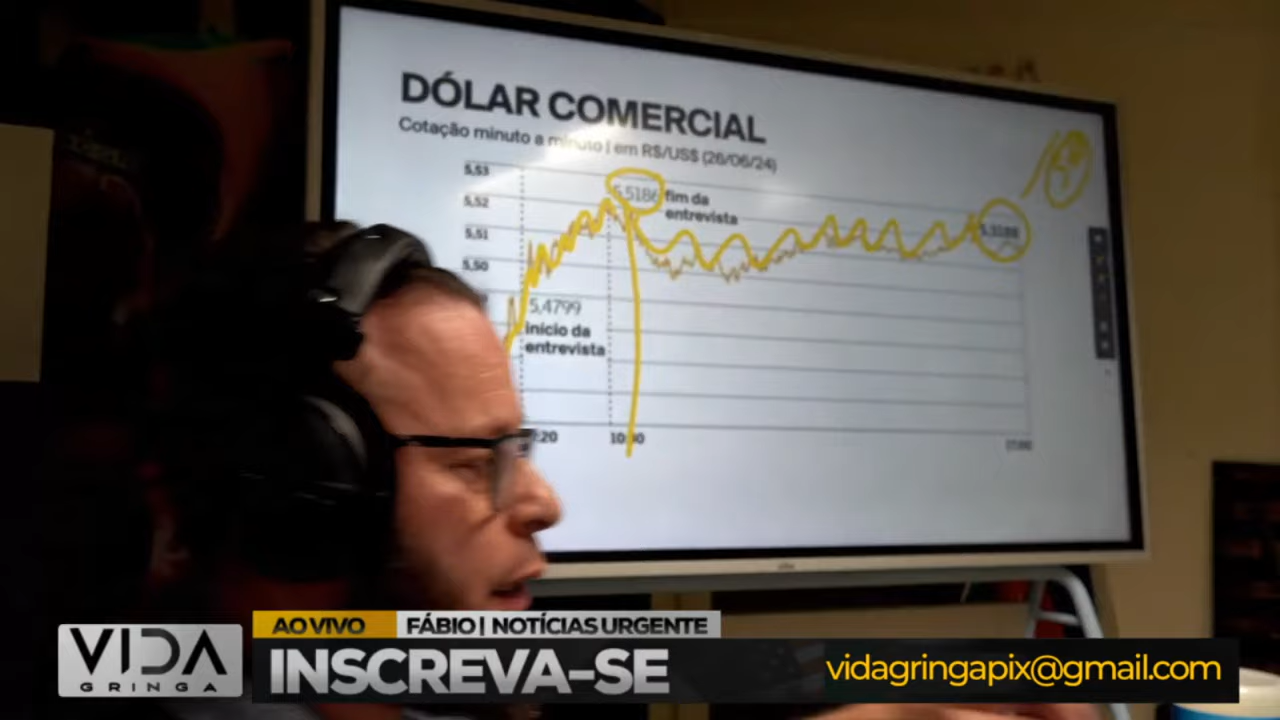 DÓLAR COMERCIAL
Cotação minuto a minuto | em R$/US$ (26/06/24)
5,53
5,52
5,51
5,50
5,5186
fim da
entrevista
5,5188
5,4799
início da
entrevista
:20
10:00
17:00
VIDA
GRINGA
AO VIVO
FÁBIO | NOTÍCIAS URGENTE
INSCREVA-SE
vidagringapix@gmail.com